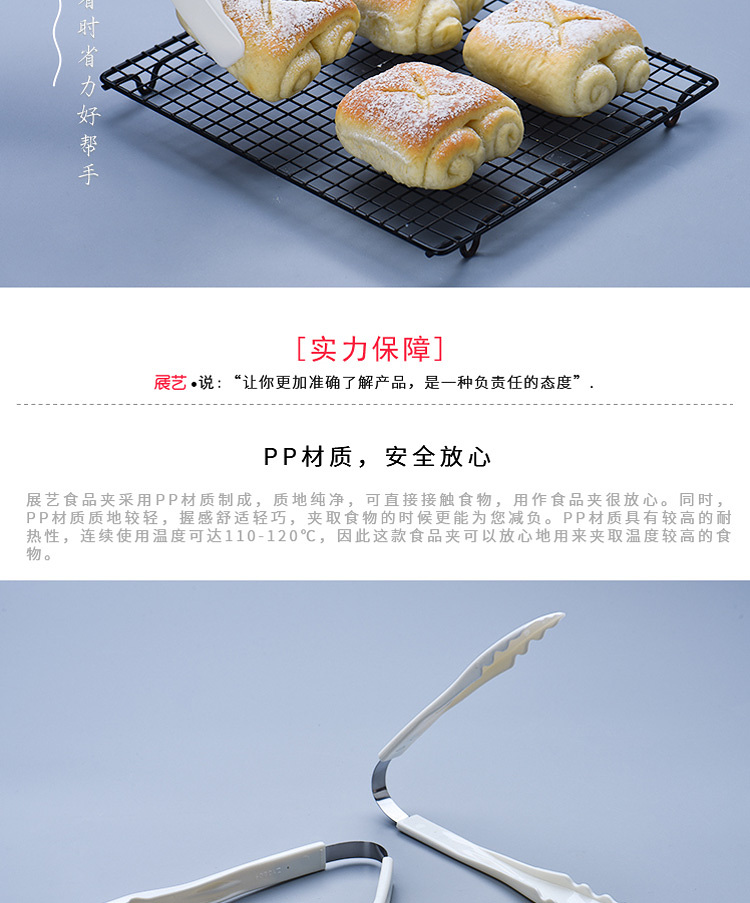 省时省力好帮手
[实力保障]
展艺●说：“让你更加准确了解产品，是一种负责任的态度”.
PP材质，安全放心
展艺食品夹采用PP材质制成，质地纯净，可直接接触食物，用作食品夹很放心。同时，
PP材质质地较轻，握感舒适轻巧，夹取食物的时候更能为您减负。PP材质具有较高的耐
热性，连续使用温度可达110-120℃，因此这款食品夹可以放心地用来夹取温度较高的食
物。